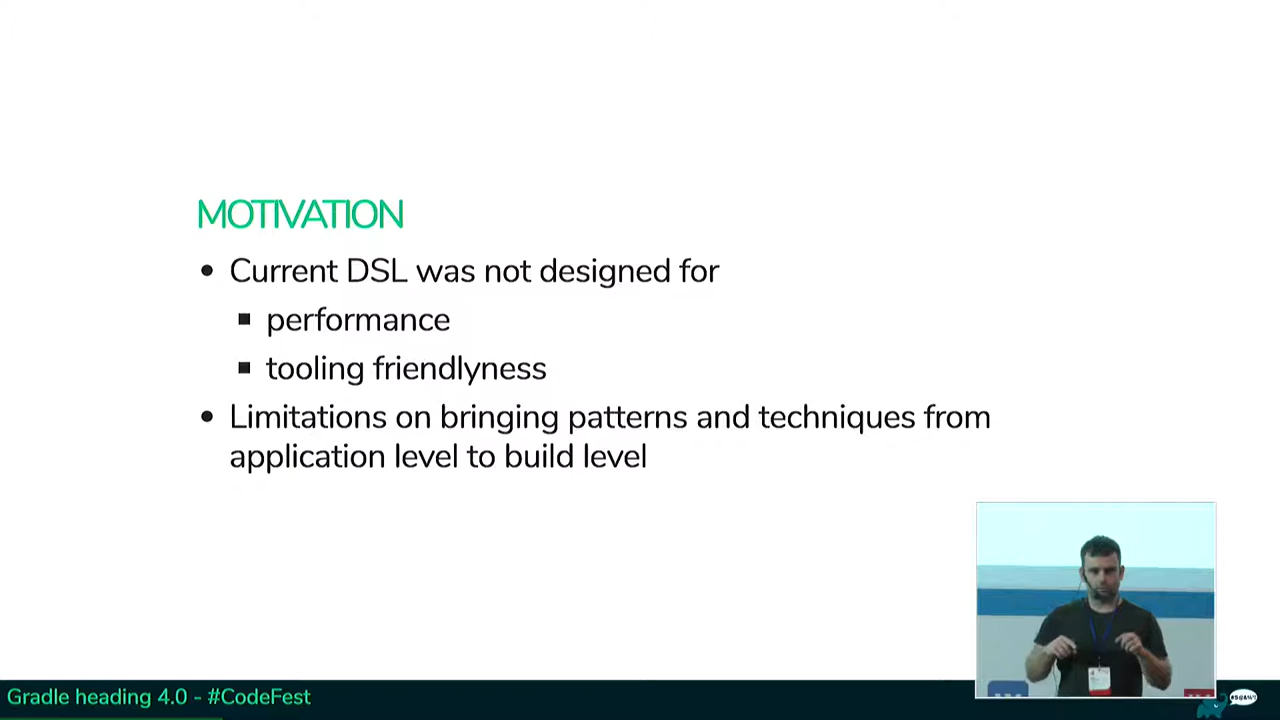 MOTIVATION
• Current DSL was not designed for
▪ performance
▪ tooling friendlyness
• Limitations on bringing patterns and techniques from
application level to build level
Gradle heading 4.0 - #CodeFest